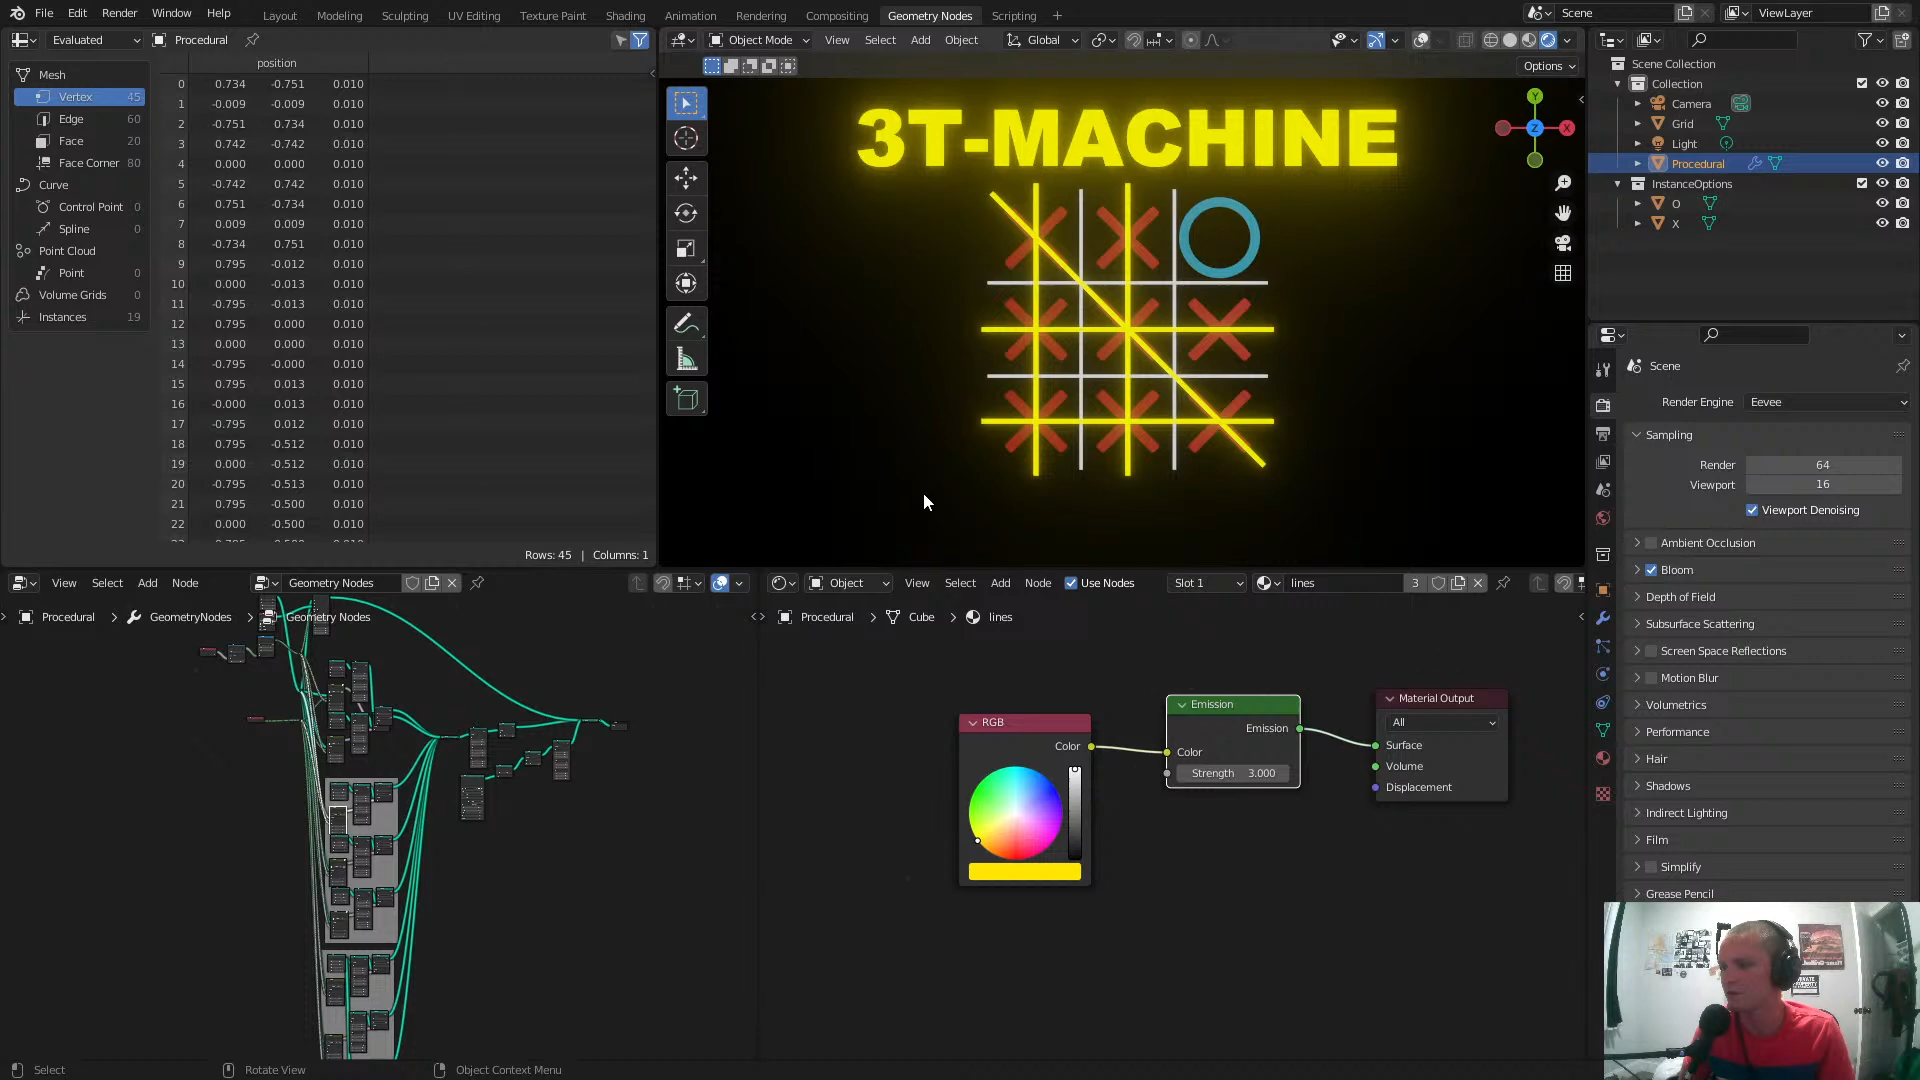 File Edit Render Window Help Layout Modeling Sculpting UV Editing Texture Paint Shading Animation Rendering Compositing Geometry Nodes Scripting + Scene ViewLayer
Evaluated Procedural
Object Mode View Select Add Object Global
Options
position
Mesh
Vertex 45
Edge 60
Face 20
Face Corner 80
Curve
Control Point 0
Spline 0
Point Cloud
Point 0
Volume Grids 0
Instances 19
0 0.734 -0.751 0.010
1 -0.009 -0.009 0.010
2 -0.751 0.734 0.010
3 0.742 -0.742 0.010
4 0.000 0.000 0.010
5 -0.742 0.742 0.010
6 0.751 -0.734 0.010
7 0.009 0.009 0.010
8 -0.734 0.751 0.010
9 0.795 -0.012 0.010
10 0.000 -0.013 0.010
11 -0.795 -0.013 0.010
12 0.795 0.000 0.010
13 0.000 0.000 0.010
14 -0.795 -0.000 0.010
15 0.795 0.013 0.010
16 -0.000 0.013 0.010
17 -0.795 0.012 0.010
18 0.795 -0.512 0.010
19 0.000 -0.512 0.010
20 -0.795 -0.513 0.010
21 0.795 -0.500 0.010
22 0.000 -0.500 0.010
Rows: 45 | Columns: 1
3T-MACHINE
Y
X
Z
Scene Collection
Collection
Camera
Grid
Light
Procedural
InstanceOptions
O
X
Scene
Render Engine Eevee
Sampling
Render 64
Viewport 16
Viewport Denoising
Ambient Occlusion
Bloom
Depth of Field
Subsurface Scattering
Screen Space Reflections
Motion Blur
Volumetrics
Performance
Hair
Shadows
Indirect Lighting
Film
Simplify
Grease Pencil
View Select Add Node Geometry Nodes
Procedural > GeometryNodes > Geometry Nodes
Object View Select Add Node Use Nodes Slot 1 lines 3
Procedural > Cube > lines
RGB
Color
Emission
Emission
Color
Strength 3.000
Material Output
All
Surface
Volume
Displacement
Select Rotate View Object Context Menu